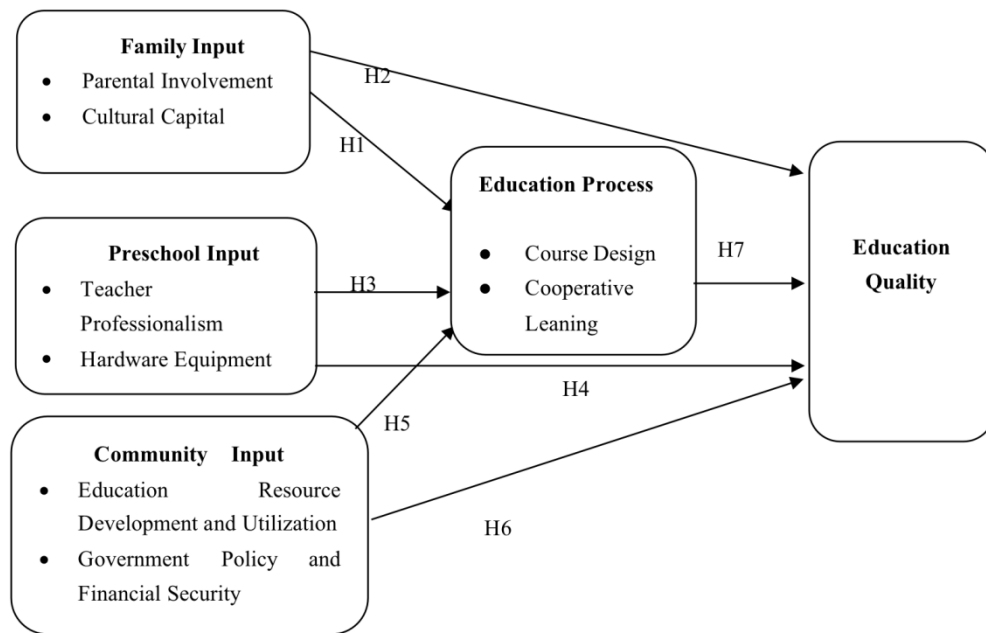 Family Input
● Parental Involvement
● Cultural Capital
H2
H1
Education Process
● Course Design
● Cooperative
Leaning
Preschool Input
● Teacher
Professionalism
● Hardware Equipment
H3
H7
Education
Quality
H4
H5
Community Input
● Education Resource
Development and Utilization
● Government Policy and
Financial Security
H6